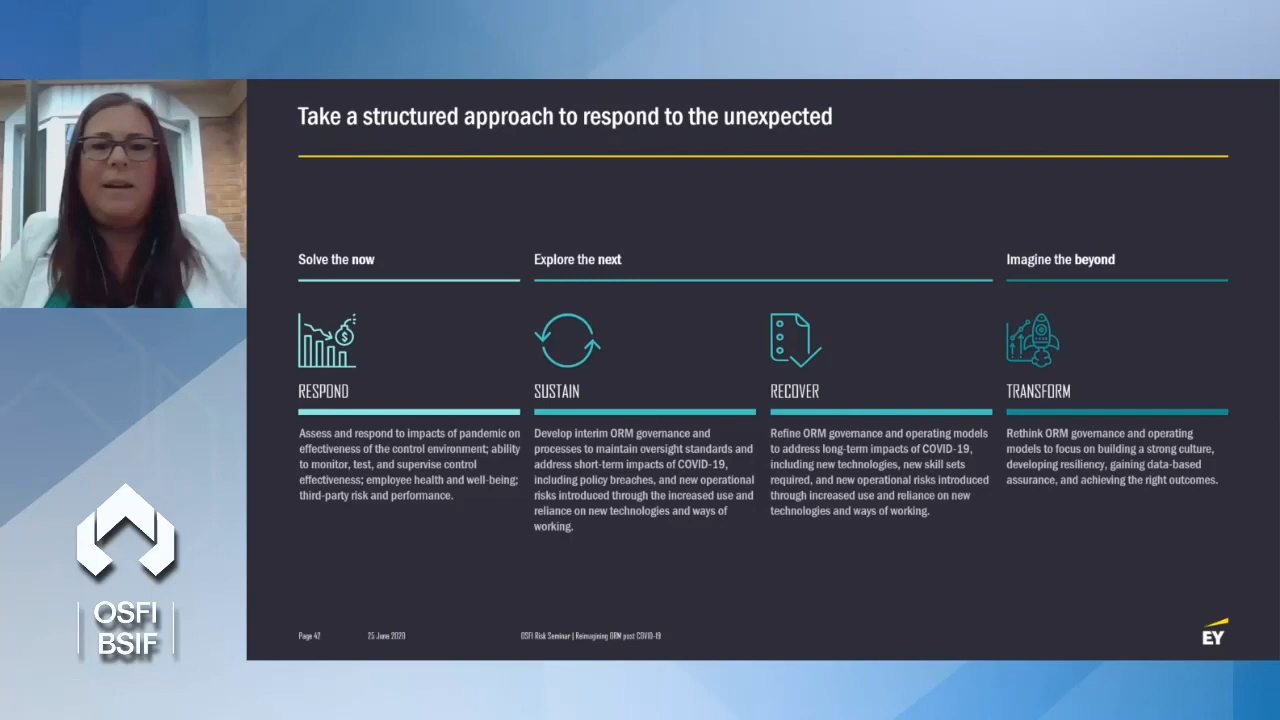 Take a structured approach to respond to the unexpected
Solve the now
Explore the next
Imagine the beyond
RESPOND
Assess and respond to impacts of pandemic on
effectiveness of the control environment; ability
to monitor, test, and supervise control
effectiveness; employee health and well-being;
third-party risk and performance.
SUSTAIN
Develop interim ORM governance and
processes to maintain oversight standards and
address short-term impacts of COVID-19,
including policy breaches, and new operational
risks introduced through the increased use and
reliance on new technologies and ways of
working.
RECOVER
Refine ORM governance and operating models
to address long-term impacts of COVID-19,
including new technologies, new skill sets
required, and new operational risks introduced
through increased use and reliance on new
technologies and ways of working.
TRANSFORM
Rethink ORM governance and operating
models to focus on building a strong culture,
developing resiliency, gaining data-based
assurance, and achieving the right outcomes.
OSFI
BSIF
Page 42
25 June 2020
OSFI Risk Seminar | Reimagining ORM post COVID-19
EY